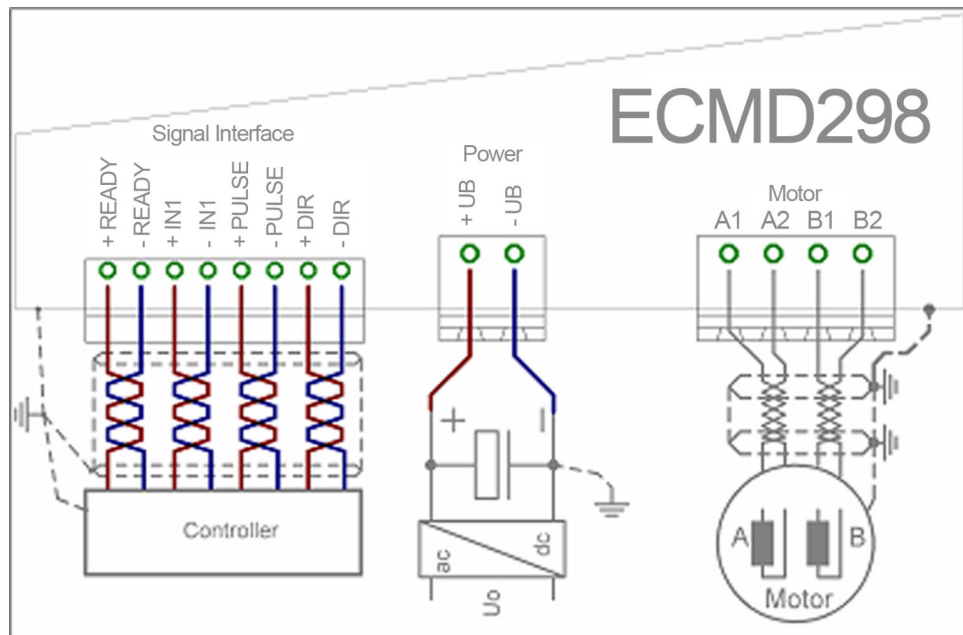 ECMD298
Signal Interface
+ READY
- READY
+ IN1
- IN1
+ PULSE
- PULSE
+ DIR
- DIR
Power
+ UB
- UB
Motor
A1 A2 B1 B2
+ −
Controller
ac
dc
Uo
A B
Motor